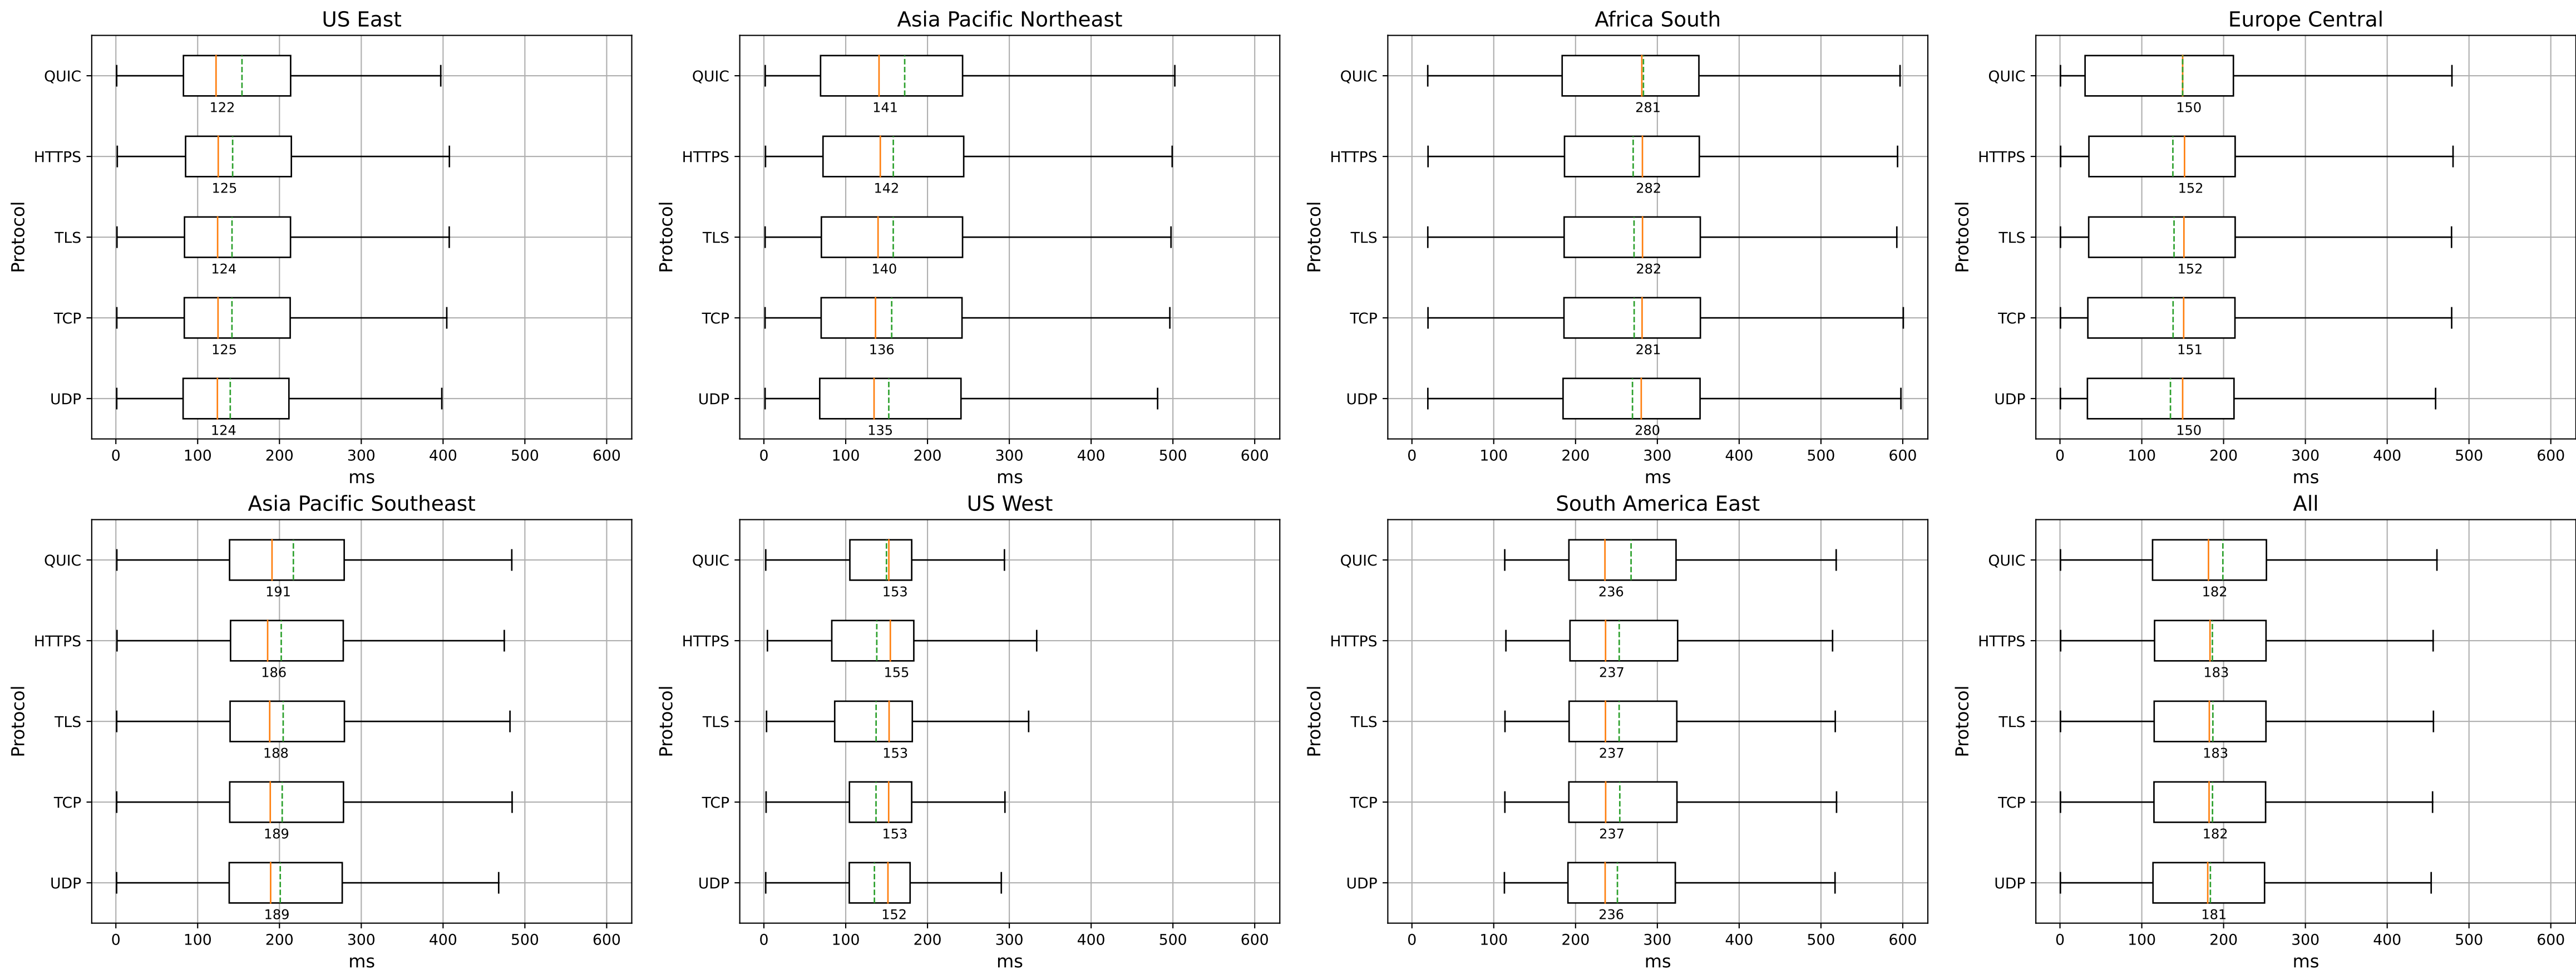 US East
Protocol
QUIC
122
HTTPS
125
TLS
124
TCP
125
UDP
124
0 100 200 300 400 500 600
ms
Asia Pacific Northeast
Protocol
QUIC
141
HTTPS
142
TLS
140
TCP
136
UDP
135
0 100 200 300 400 500 600
ms
Africa South
Protocol
QUIC
281
HTTPS
282
TLS
282
TCP
281
UDP
280
0 100 200 300 400 500 600
ms
Europe Central
Protocol
QUIC
150
HTTPS
152
TLS
152
TCP
151
UDP
150
0 100 200 300 400 500 600
ms
Asia Pacific Southeast
Protocol
QUIC
191
HTTPS
186
TLS
188
TCP
189
UDP
189
0 100 200 300 400 500 600
ms
US West
Protocol
QUIC
153
HTTPS
155
TLS
153
TCP
153
UDP
152
0 100 200 300 400 500 600
ms
South America East
Protocol
QUIC
236
HTTPS
237
TLS
237
TCP
237
UDP
236
0 100 200 300 400 500 600
ms
All
Protocol
QUIC
182
HTTPS
183
TLS
183
TCP
182
UDP
181
0 100 200 300 400 500 600
ms